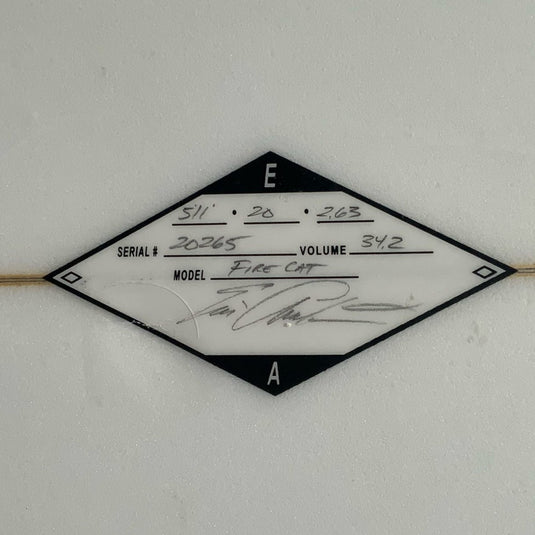 E
5'11" · 20 · 2.63
SERIAL # 20265 VOLUME 34.2
MODEL FIRE CAT
A